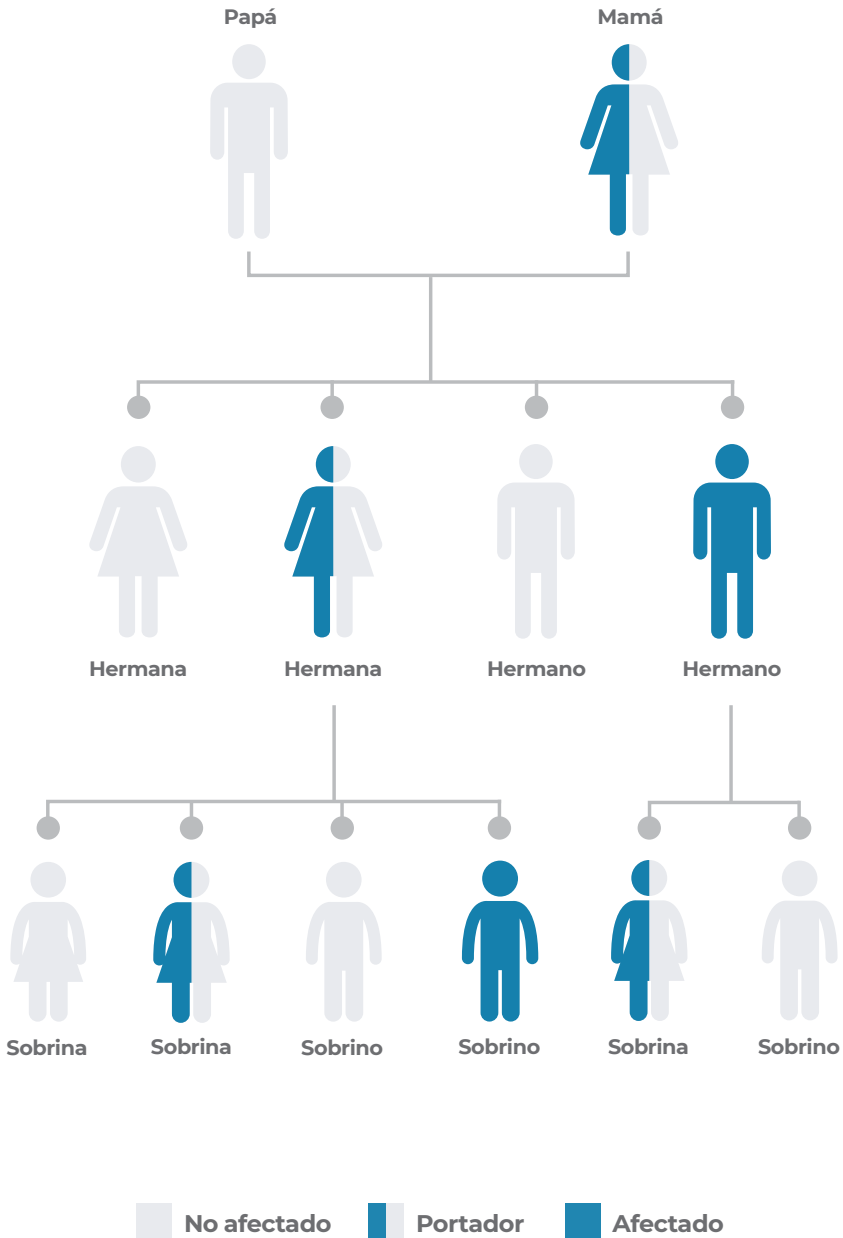 Papá Mamá
Hermana Hermana Hermano Hermano
Sobrina Sobrina Sobrino Sobrino Sobrina Sobrino
No afectado Portador Afectado